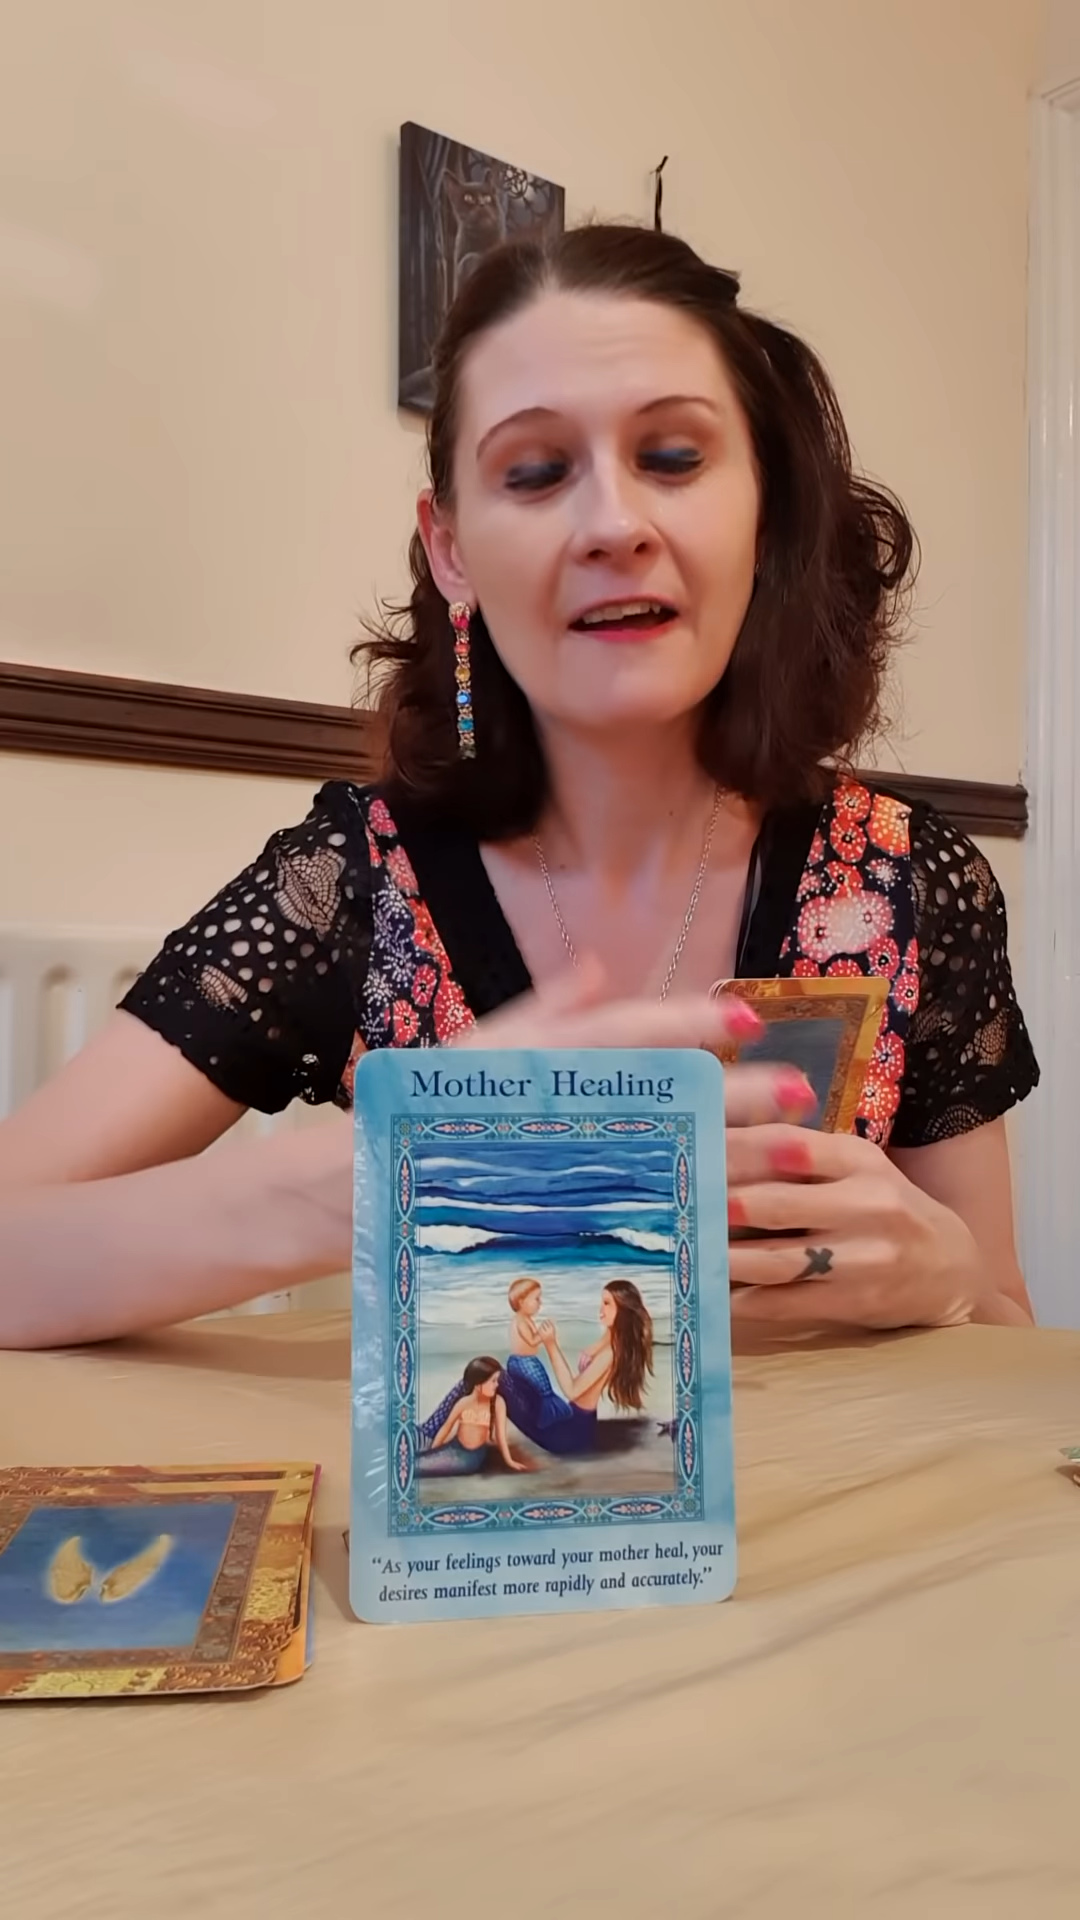 Mother Healing
“As your feelings toward your mother heal, your
desires manifest more rapidly and accurately.”